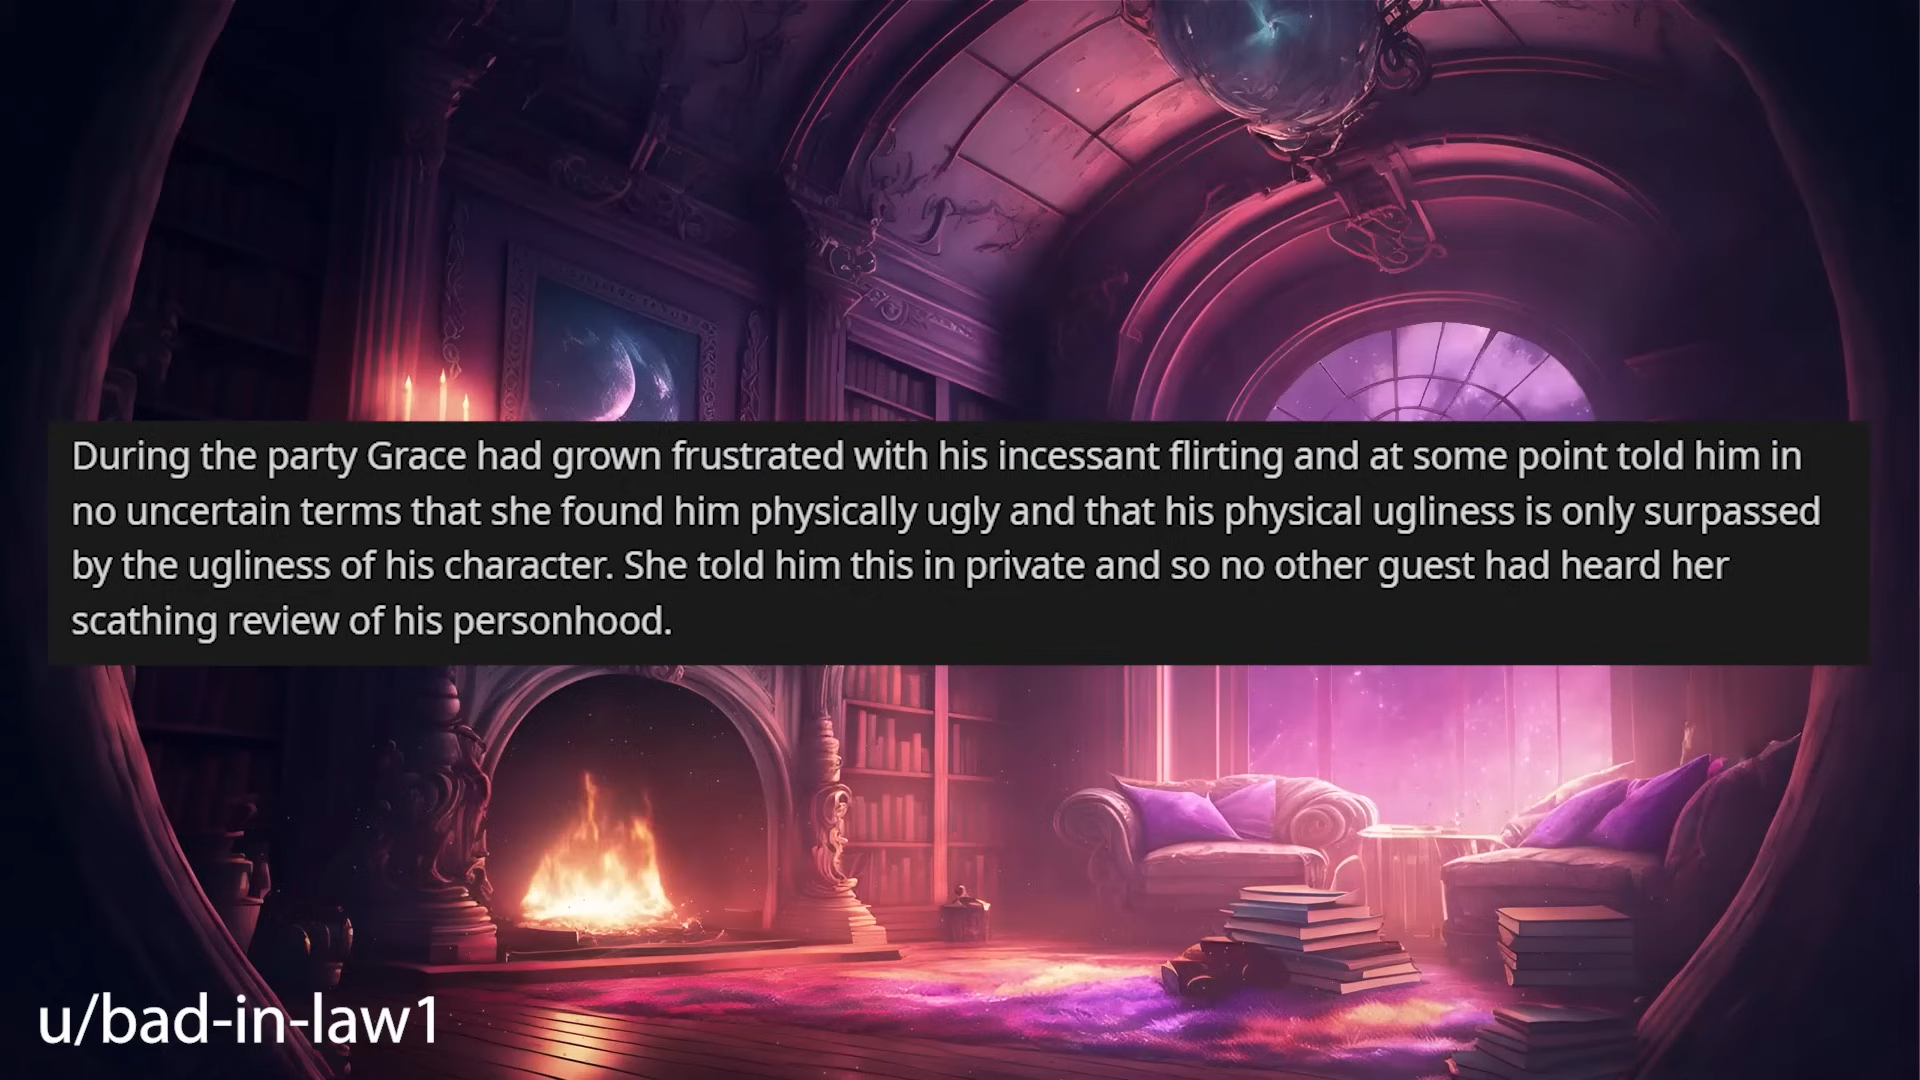 During the party Grace had grown frustrated with his incessant flirting and at some point told him in
no uncertain terms that she found him physically ugly and that his physical ugliness is only surpassed
by the ugliness of his character. She told him this in private and so no other guest had heard her
scathing review of his personhood.
u/bad-in-law1